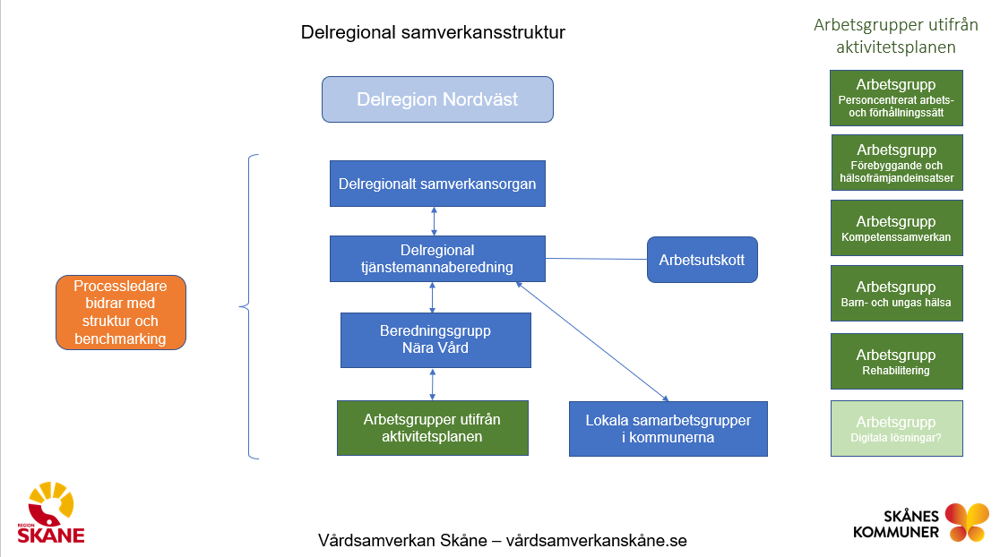 Delregional samverkansstruktur
Delregion Nordväst
Delregionalt samverkansorgan
Delregional
tjänstemannaberedning
Arbetsutskott
Processledare
bidrar med
struktur och
benchmarking
Beredningsgrupp
Nära Vård
Arbetsgrupper utifrån
aktivitetsplanen
Lokala samarbetsgrupper
i kommunerna
Arbetsgrupper utifrån
aktivitetsplanen
Arbetsgrupp
Personcentrerat arbets-
och förhållningssätt
Arbetsgrupp
Förebyggande och
hälsofrämjandeinsatser
Arbetsgrupp
Kompetenssamverkan
Arbetsgrupp
Barn- och ungas hälsa
Arbetsgrupp
Rehabilitering
Arbetsgrupp
Digitala lösningar?
REGION
SKÅNE
Vårdsamverkan Skåne – vårdsamverkanskåne.se
SKÅNES
KOMMUNER